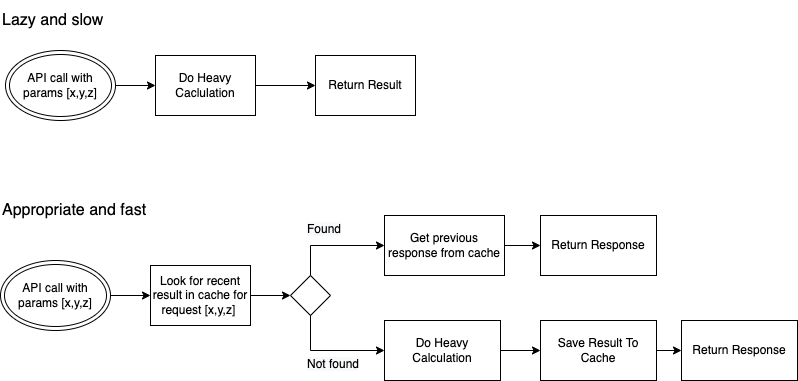 Lazy and slow
API call with
params [x,y,z]
Do Heavy
Caclulation
Return Result
Appropriate and fast
API call with
params [x,y,z]
Look for recent
result in cache for
request [x,y,z]
Found
Get previous
response from cache
Return Response
Not found
Do Heavy
Calculation
Save Result To
Cache
Return Response